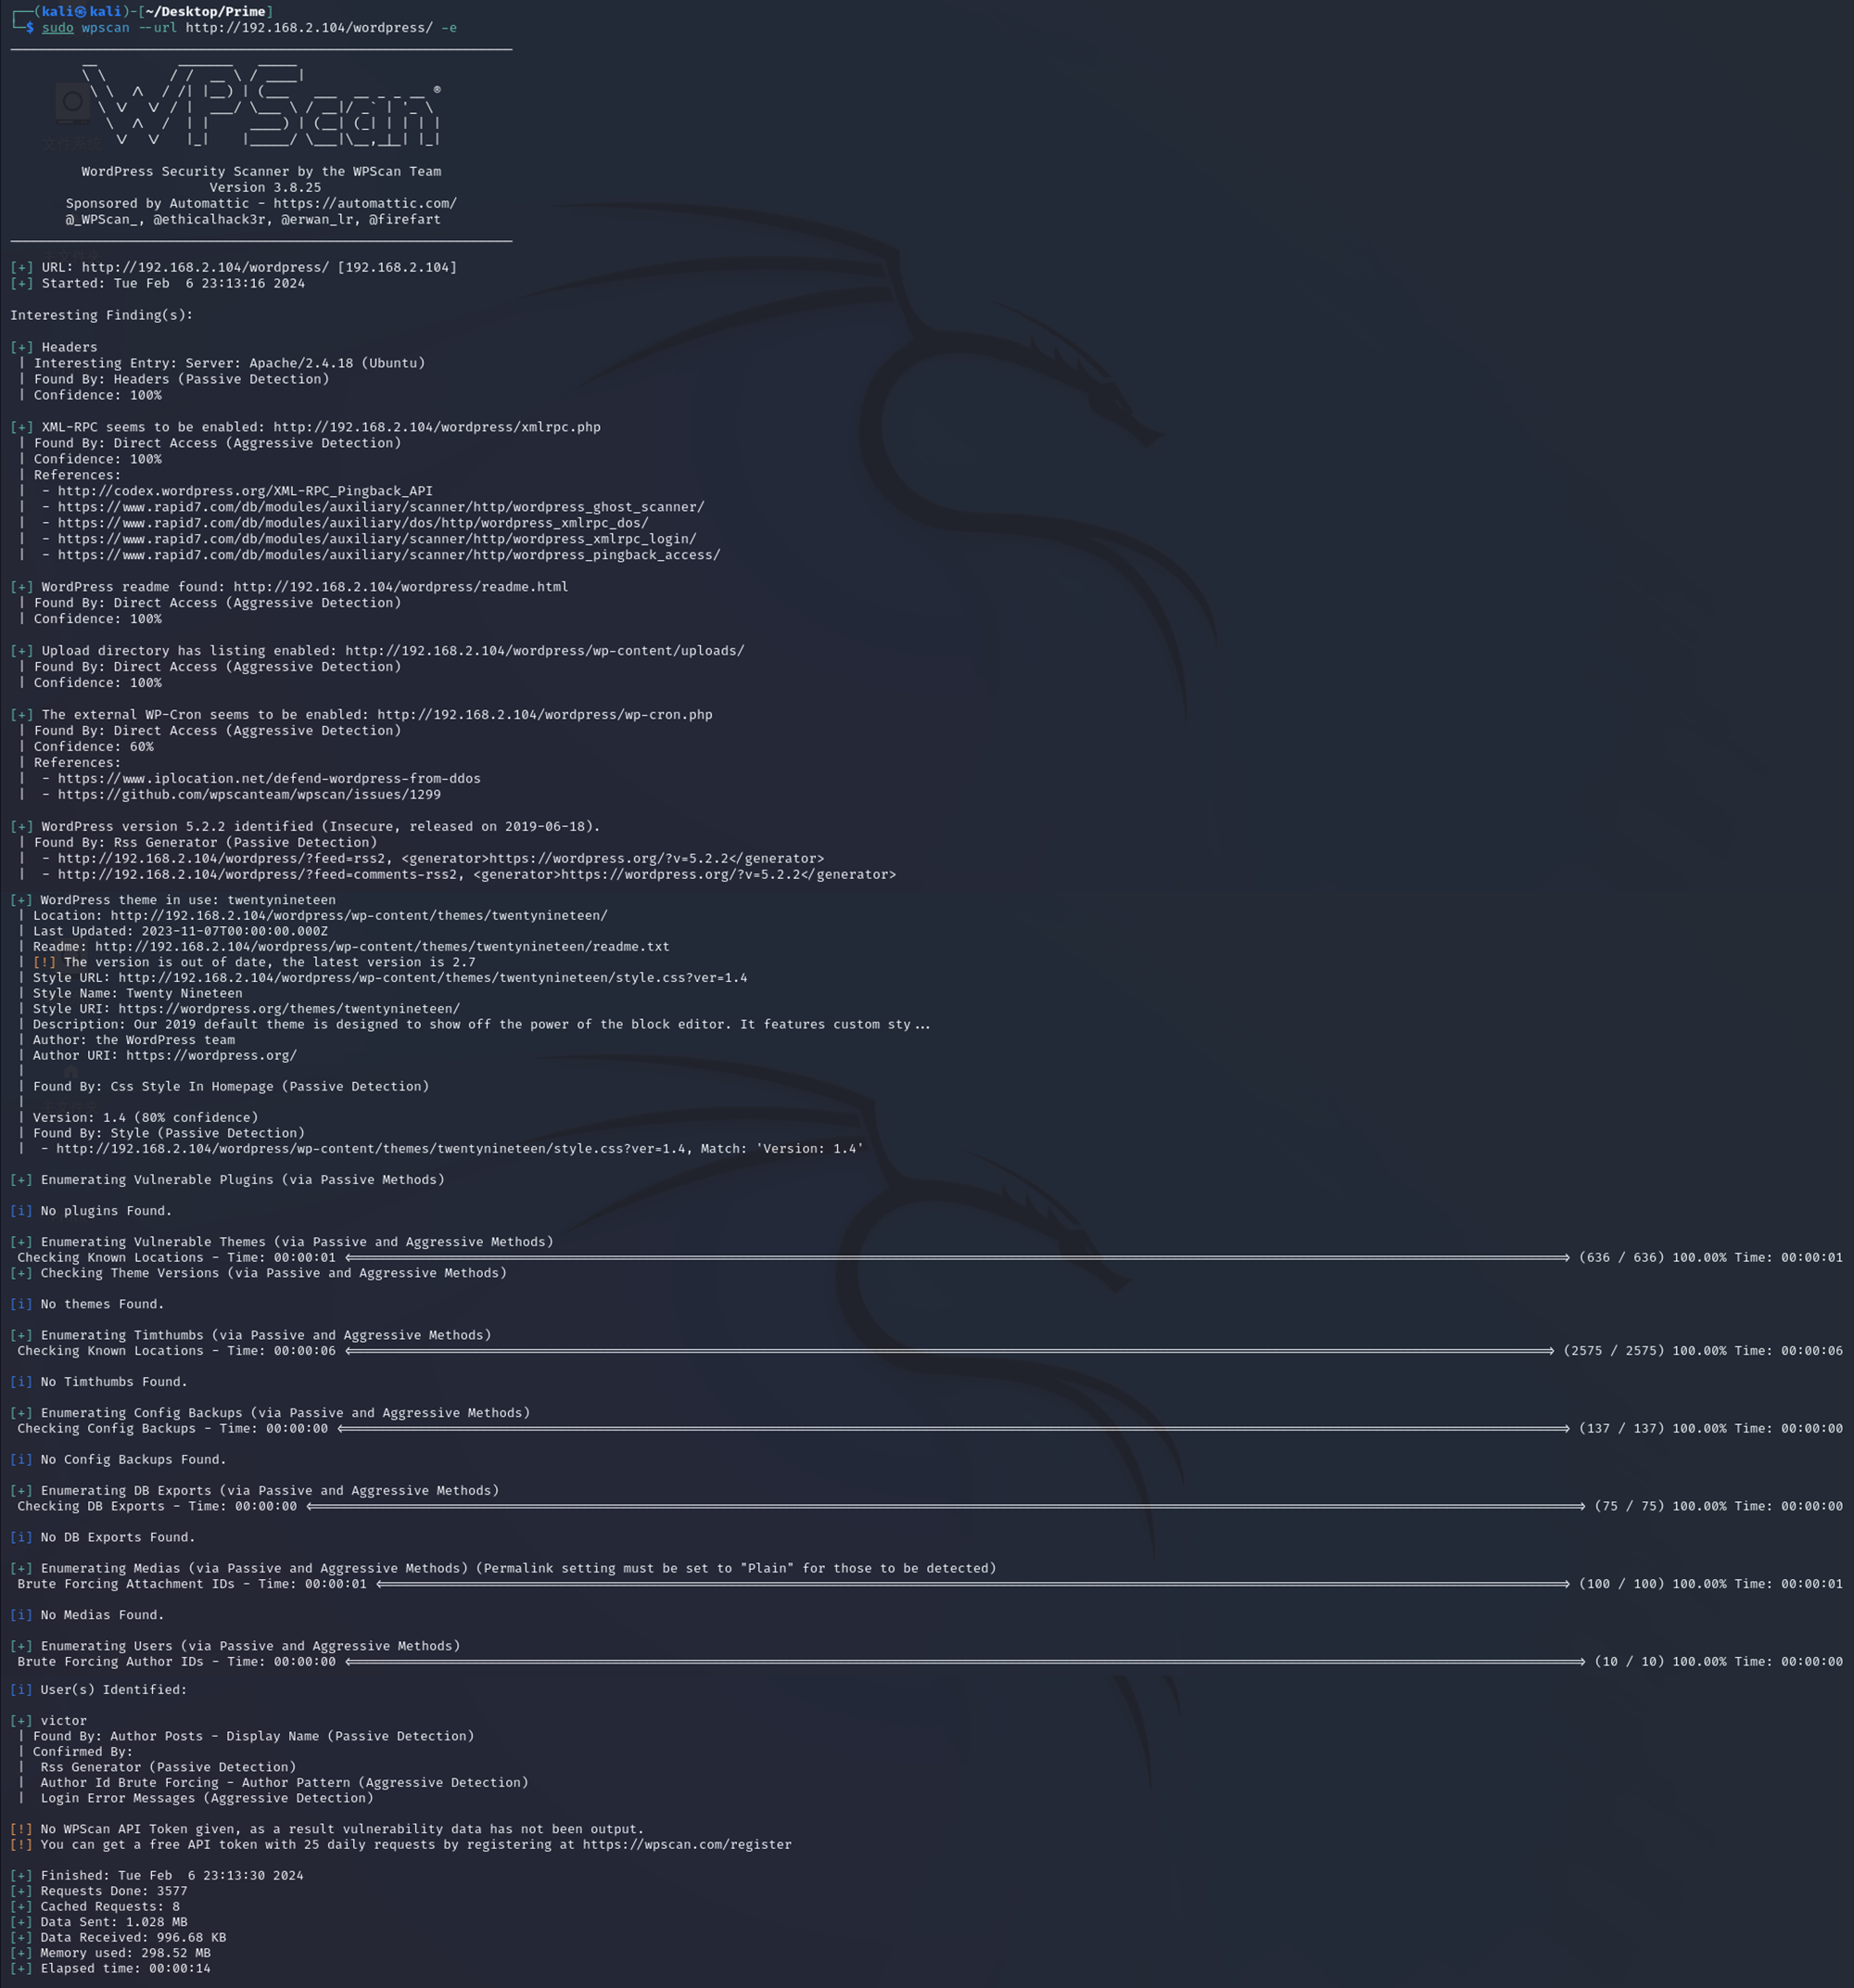 ┌──(kali㉿kali)-[~/Desktop/Prime]
└─$ sudo wpscan --url http://192.168.2.104/wordpress/ -e
_______________________________________________________________
         __          _______   _____
         \ \        / /  __ \ / ____|
          \ \  /\  / /| |__) | (___   ___  __ _ _ __ ®
           \ \/  \/ / |  ___/ \___ \ / __|/ _` | '_ \
            \  /\  /  | |     ____) | (__| (_| | | | |
             \/  \/   |_|    |_____/ \___|\__,_|_| |_|

         WordPress Security Scanner by the WPScan Team
                         Version 3.8.25
       Sponsored by Automattic - https://automattic.com/
       @_WPScan_, @ethicalhack3r, @erwan_lr, @firefart
_______________________________________________________________

[+] URL: http://192.168.2.104/wordpress/ [192.168.2.104]
[+] Started: Tue Feb  6 23:13:16 2024

Interesting Finding(s):

[+] Headers
 | Interesting Entry: Server: Apache/2.4.18 (Ubuntu)
 | Found By: Headers (Passive Detection)
 | Confidence: 100%

[+] XML-RPC seems to be enabled: http://192.168.2.104/wordpress/xmlrpc.php
 | Found By: Direct Access (Aggressive Detection)
 | Confidence: 100%
 | References:
 |  - http://codex.wordpress.org/XML-RPC_Pingback_API
 |  - https://www.rapid7.com/db/modules/auxiliary/scanner/http/wordpress_ghost_scanner/
 |  - https://www.rapid7.com/db/modules/auxiliary/dos/http/wordpress_xmlrpc_dos/
 |  - https://www.rapid7.com/db/modules/auxiliary/scanner/http/wordpress_xmlrpc_login/
 |  - https://www.rapid7.com/db/modules/auxiliary/scanner/http/wordpress_pingback_access/

[+] WordPress readme found: http://192.168.2.104/wordpress/readme.html
 | Found By: Direct Access (Aggressive Detection)
 | Confidence: 100%

[+] Upload directory has listing enabled: http://192.168.2.104/wordpress/wp-content/uploads/
 | Found By: Direct Access (Aggressive Detection)
 | Confidence: 100%

[+] The external WP-Cron seems to be enabled: http://192.168.2.104/wordpress/wp-cron.php
 | Found By: Direct Access (Aggressive Detection)
 | Confidence: 60%
 | References:
 |  - https://www.iplocation.net/defend-wordpress-from-ddos
 |  - https://github.com/wpscanteam/wpscan/issues/1299

[+] WordPress version 5.2.2 identified (Insecure, released on 2019-06-18).
 | Found By: Rss Generator (Passive Detection)
 |  - http://192.168.2.104/wordpress/?feed=rss2, <generator>https://wordpress.org/?v=5.2.2</generator>
 |  - http://192.168.2.104/wordpress/?feed=comments-rss2, <generator>https://wordpress.org/?v=5.2.2</generator>

[+] WordPress theme in use: twentynineteen
 | Location: http://192.168.2.104/wordpress/wp-content/themes/twentynineteen/
 | Last Updated: 2023-11-07T00:00:00.000Z
 | Readme: http://192.168.2.104/wordpress/wp-content/themes/twentynineteen/readme.txt
 | [!] The version is out of date, the latest version is 2.7
 | Style URL: http://192.168.2.104/wordpress/wp-content/themes/twentynineteen/style.css?ver=1.4
 | Style Name: Twenty Nineteen
 | Style URI: https://wordpress.org/themes/twentynineteen/
 | Description: Our 2019 default theme is designed to show off the power of the block editor. It features custom sty...
 | Author: the WordPress team
 | Author URI: https://wordpress.org/
 |
 | Found By: Css Style In Homepage (Passive Detection)
 |
 | Version: 1.4 (80% confidence)
 | Found By: Style (Passive Detection)
 |  - http://192.168.2.104/wordpress/wp-content/themes/twentynineteen/style.css?ver=1.4, Match: 'Version: 1.4'

[+] Enumerating Vulnerable Plugins (via Passive Methods)

[i] No plugins Found.

[+] Enumerating Vulnerable Themes (via Passive and Aggressive Methods)
 Checking Known Locations - Time: 00:00:01 <====> (636 / 636) 100.00% Time: 00:00:01
[+] Checking Theme Versions (via Passive and Aggressive Methods)

[i] No themes Found.

[+] Enumerating Timthumbs (via Passive and Aggressive Methods)
 Checking Known Locations - Time: 00:00:06 <====> (2575 / 2575) 100.00% Time: 00:00:06

[i] No Timthumbs Found.

[+] Enumerating Config Backups (via Passive and Aggressive Methods)
 Checking Config Backups - Time: 00:00:00 <====> (137 / 137) 100.00% Time: 00:00:00

[i] No Config Backups Found.

[+] Enumerating DB Exports (via Passive and Aggressive Methods)
 Checking DB Exports - Time: 00:00:00 <====> (75 / 75) 100.00% Time: 00:00:00

[i] No DB Exports Found.

[+] Enumerating Medias (via Passive and Aggressive Methods) (Permalink setting must be set to "Plain" for those to be detected)
 Brute Forcing Attachment IDs - Time: 00:00:01 <====> (100 / 100) 100.00% Time: 00:00:01

[i] No Medias Found.

[+] Enumerating Users (via Passive and Aggressive Methods)
 Brute Forcing Author IDs - Time: 00:00:00 <====> (10 / 10) 100.00% Time: 00:00:00

[i] User(s) Identified:

[+] victor
 | Found By: Author Posts - Display Name (Passive Detection)
 | Confirmed By:
 |  Rss Generator (Passive Detection)
 |  Author Id Brute Forcing - Author Pattern (Aggressive Detection)
 |  Login Error Messages (Aggressive Detection)

[!] No WPScan API Token given, as a result vulnerability data has not been output.
[!] You can get a free API token with 25 daily requests by registering at https://wpscan.com/register

[+] Finished: Tue Feb  6 23:13:30 2024
[+] Requests Done: 3577
[+] Cached Requests: 8
[+] Data Sent: 1.028 MB
[+] Data Received: 996.68 KB
[+] Memory used: 298.52 MB
[+] Elapsed time: 00:00:14